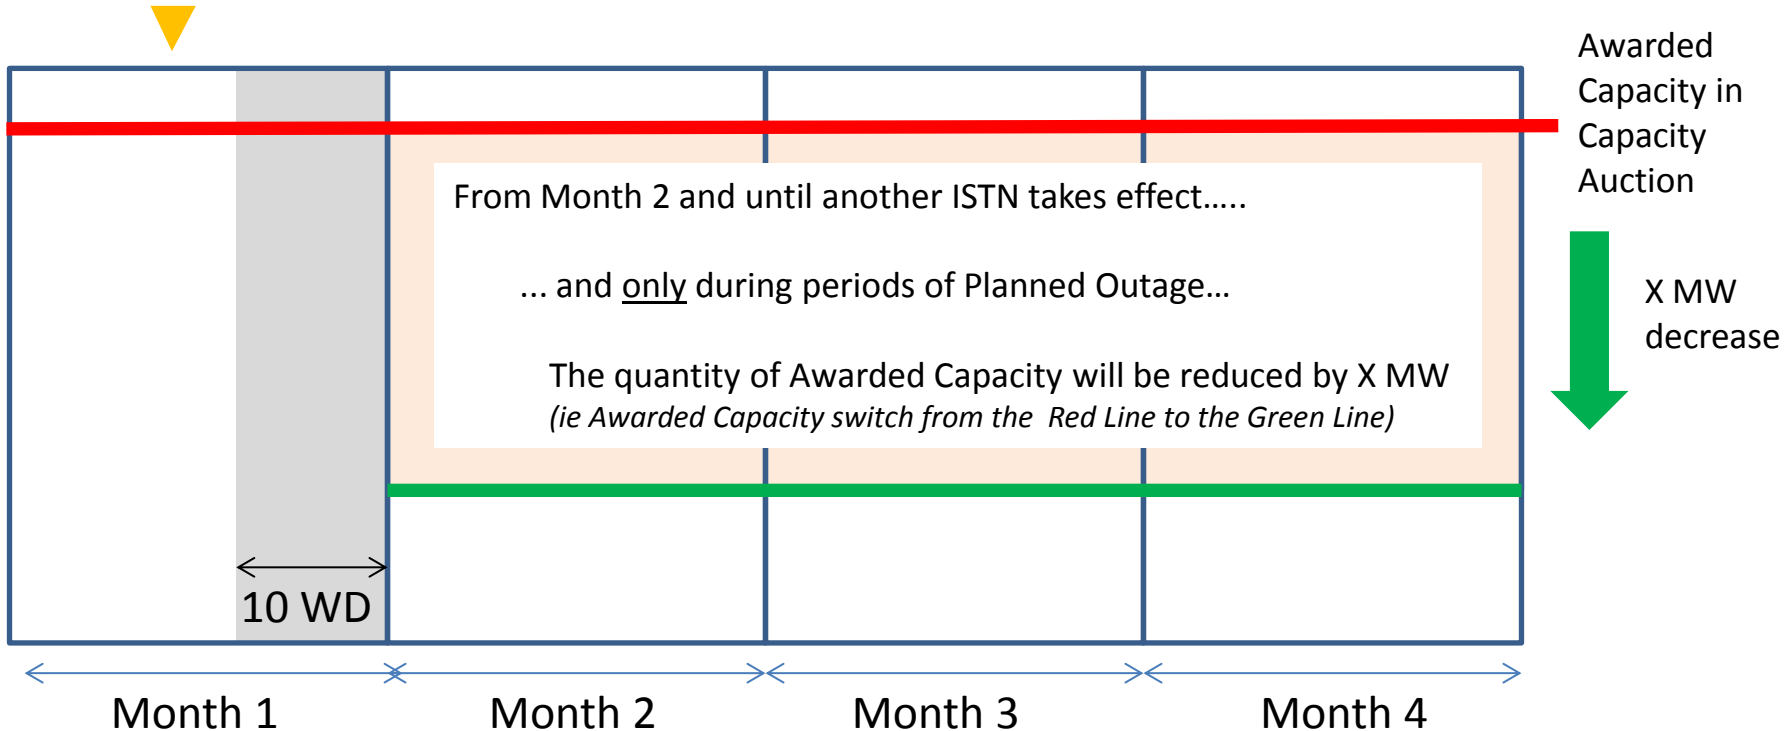 Awarded
Capacity in
Capacity
Auction
From Month 2 and until another ISTN takes effect…..
... and only during periods of Planned Outage…
The quantity of Awarded Capacity will be reduced by X MW
(ie Awarded Capacity switch from the Red Line to the Green Line)
X MW
decrease
10 WD
Month 1
Month 2
Month 3
Month 4